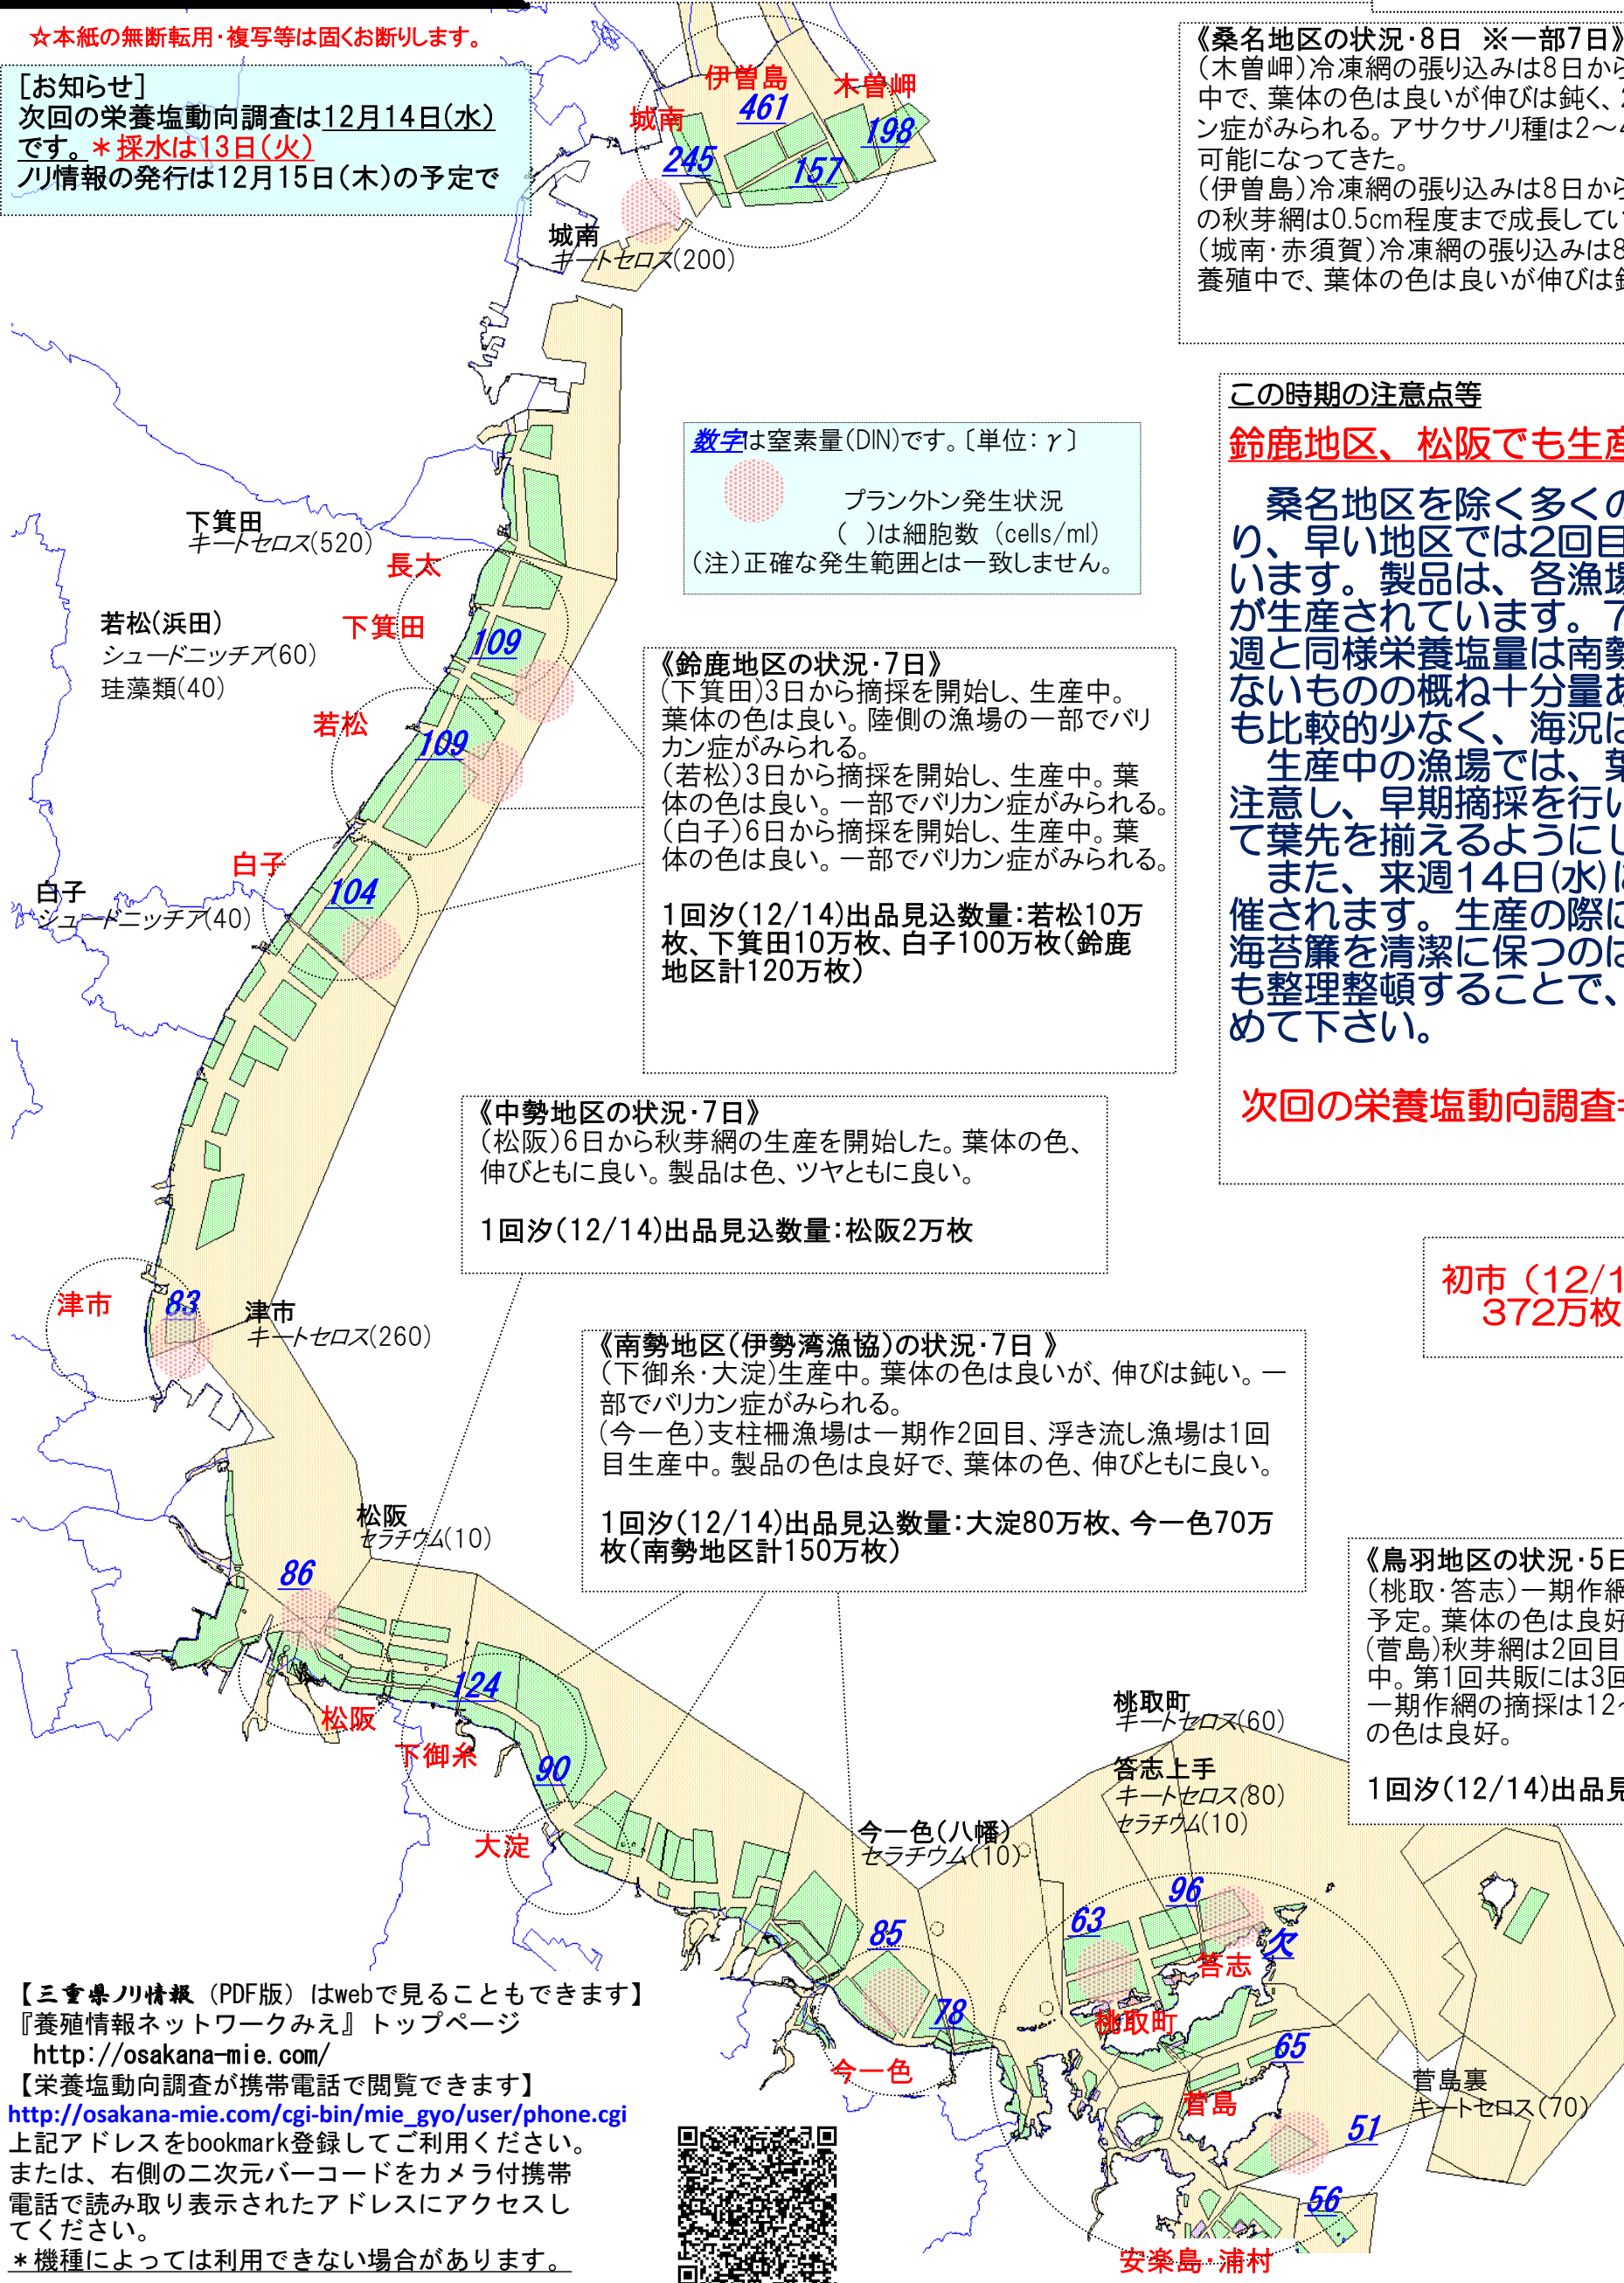 ☆本紙の無断転用・複写等は固くお断りします。
[お知らせ]
次回の栄養塩動向調査は12月14日(水)
です。＊採水は13日(火)
ノリ情報の発行は12月15日(木)の予定で
伊曽島
461
木曽岬
198
城南
245
157
城南
キートセロス(200)
《桑名地区の状況・8日 ※一部7日》
(木曽岬)冷凍網の張り込みは8日から
中で、葉体の色は良いが伸びは鈍く、
ン症がみられる。アサクサノリ種は2～
可能になってきた。
(伊曽島)冷凍網の張り込みは8日から
の秋芽網は0.5cm程度まで成長してい
(城南・赤須賀)冷凍網の張り込みは8
養殖中で、葉体の色は良いが伸びは
数字は窒素量(DIN)です。〔単位：γ〕
プランクトン発生状況
( )は細胞数 (cells/ml)
(注)正確な発生範囲とは一致しません。
この時期の注意点等
鈴鹿地区、松阪でも生産
桑名地区を除く多くの
り、早い地区では2回目
います。製品は、各漁場
が生産されています。7
週と同様栄養塩量は南勢
ないものの概ね十分量あ
も比較的少なく、海況は
生産中の漁場では、葉
注意し、早期摘採を行い
て葉先を揃えるようにし
また、来週14日(水)に
催されます。生産の際に
海苔簾を清潔に保つのは
も整理整頓することで、
めて下さい。
次回の栄養塩動向調査
下箕田
キートセロス(520)
長太
下箕田
109
若松(浜田)
シュードニッチア(60)
珪藻類(40)
若松
109
《鈴鹿地区の状況・7日》
(下箕田)3日から摘採を開始し、生産中。
葉体の色は良い。陸側の漁場の一部でバリ
カン症がみられる。
(若松)3日から摘採を開始し、生産中。葉
体の色は良い。一部でバリカン症がみられる。
(白子)6日から摘採を開始し、生産中。葉
体の色は良い。一部でバリカン症がみられる。
1回汐(12/14)出品見込数量：若松10万
枚、下箕田10万枚、白子100万枚(鈴鹿
地区計120万枚)
白子
104
白子
シュードニッチア(40)
《中勢地区の状況・7日》
(松阪)6日から秋芽網の生産を開始した。葉体の色、
伸びともに良い。製品は色、ツヤともに良い。
1回汐(12/14)出品見込数量：松阪2万枚
津市
83
津市
キートセロス(260)
初市（12/1
372万枚
《南勢地区(伊勢湾漁協)の状況・7日 》
(下御糸・大淀)生産中。葉体の色は良いが、伸びは鈍い。一
部でバリカン症がみられる。
(今一色)支柱柵漁場は一期作2回目、浮き流し漁場は1回
目生産中。製品の色は良好で、葉体の色、伸びともに良い。
1回汐(12/14)出品見込数量：大淀80万枚、今一色70万
枚(南勢地区計150万枚)
松阪
セラチウム(10)
86
松阪
124
下御糸
90
大淀
《鳥羽地区の状況・5日
(桃取・答志)一期作網
予定。葉体の色は良好
(菅島)秋芽網は2回目
中。第1回共販には3回
一期作網の摘採は12
の色は良好。
1回汐(12/14)出品見
桃取町
キートセロス(60)
答志上手
キートセロス(80)
セラチウム(10)
今一色(八幡)
セラチウム(10)
85
78
今一色
63
96
欠
答志
桃取町
65
菅島
菅島裏
キートセロス(70)
51
56
安楽島・浦村
【三重県ノリ情報（PDF版）はwebで見ることもできます】
『養殖情報ネットワークみえ』トップページ
http://osakana-mie.com/
【栄養塩動向調査が携帯電話で閲覧できます】
http://osakana-mie.com/cgi-bin/mie_gyo/user/phone.cgi
上記アドレスをbookmark登録してご利用ください。
または、右側の二次元バーコードをカメラ付携帯
電話で読み取り表示されたアドレスにアクセスし
てください。
＊機種によっては利用できない場合があります。